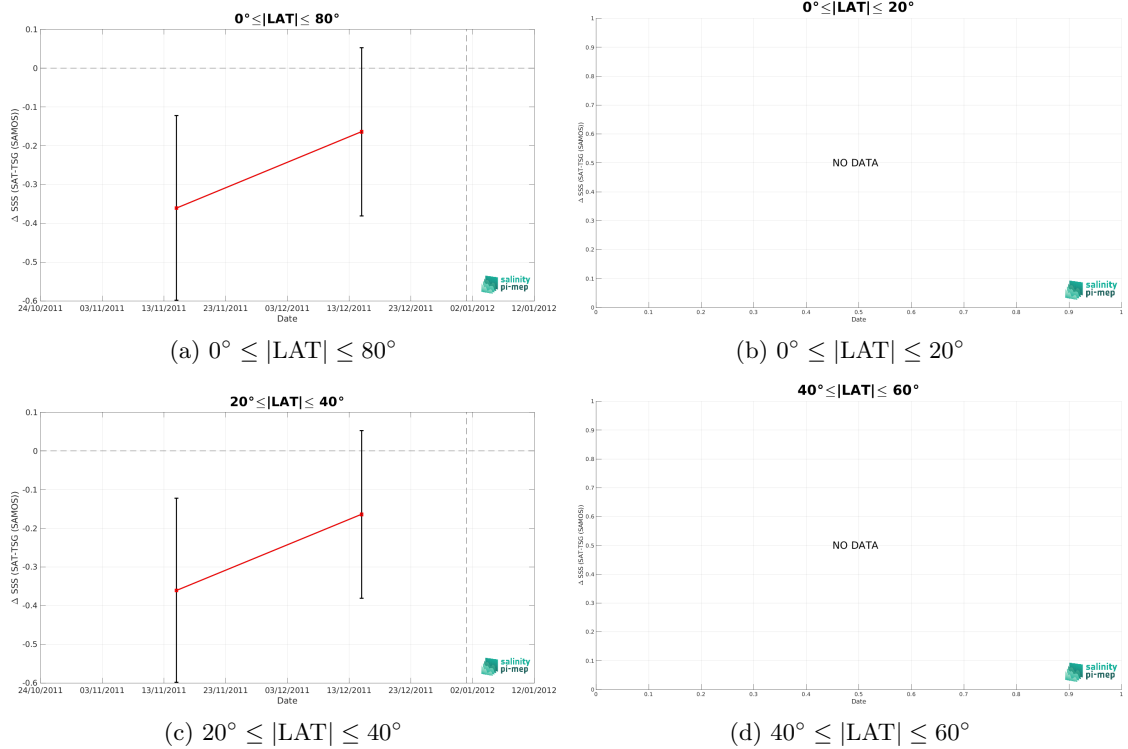 0°≤|LAT|≤ 80°
0.1
0
-0.1
-0.2
-0.3
-0.4
-0.5
-0.6
Δ SSS (SAT-TSG (SAMOS))
24/10/2011 03/11/2011 13/11/2011 23/11/2011 03/12/2011 13/12/2011 23/12/2011 02/01/2012 12/01/2012
Date
salinity
pi-mep
(a) 0° ≤ |LAT| ≤ 80°
0°≤|LAT|≤ 20°
1
0.9
0.8
0.7
0.6
0.5
0.4
0.3
0.2
0.1
0
Δ SSS (SAT-TSG (SAMOS))
NO DATA
0 0.1 0.2 0.3 0.4 0.5 0.6 0.7 0.8 0.9 1
Date
salinity
pi-mep
(b) 0° ≤ |LAT| ≤ 20°
20°≤|LAT|≤ 40°
0.1
0
-0.1
-0.2
-0.3
-0.4
-0.5
-0.6
Δ SSS (SAT-TSG (SAMOS))
24/10/2011 03/11/2011 13/11/2011 23/11/2011 03/12/2011 13/12/2011 23/12/2011 02/01/2012 12/01/2012
Date
salinity
pi-mep
(c) 20° ≤ |LAT| ≤ 40°
40°≤|LAT|≤ 60°
1
0.9
0.8
0.7
0.6
0.5
0.4
0.3
0.2
0.1
0
Δ SSS (SAT-TSG (SAMOS))
NO DATA
0 0.1 0.2 0.3 0.4 0.5 0.6 0.7 0.8 0.9 1
Date
salinity
pi-mep
(d) 40° ≤ |LAT| ≤ 60°